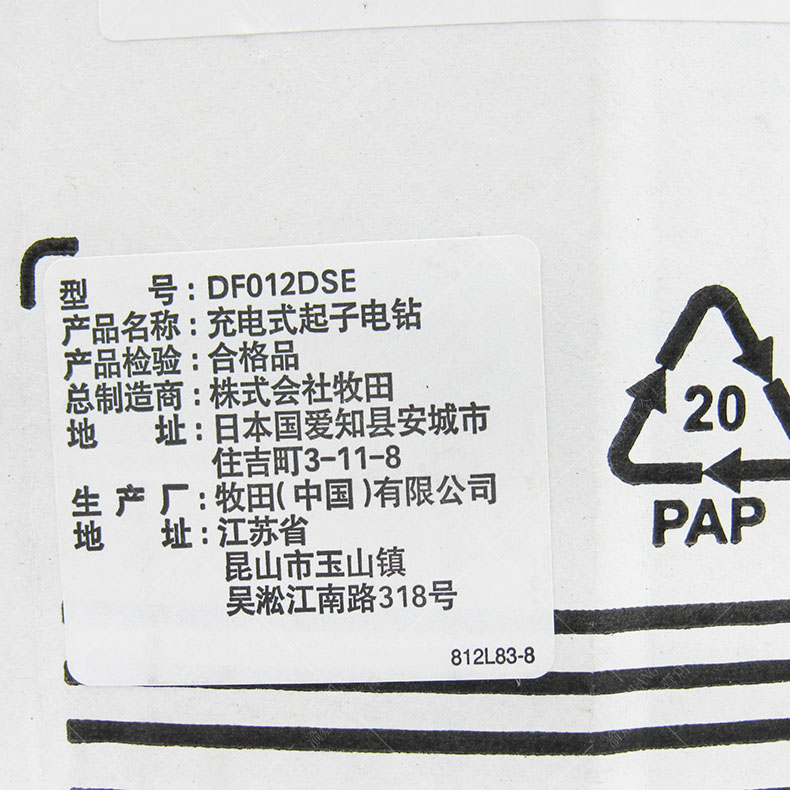 型 号:DF012DSE
产品名称:充电式起子电钻
产品检验:合格品
总制造商:株式会社牧田
地 址:日本国爱知县安城市
住吉町3-11-8
生 产 厂:牧田(中国)有限公司
地 址:江苏省
昆山市玉山镇
吴淞江南路318号
812L83-8
20
PAP